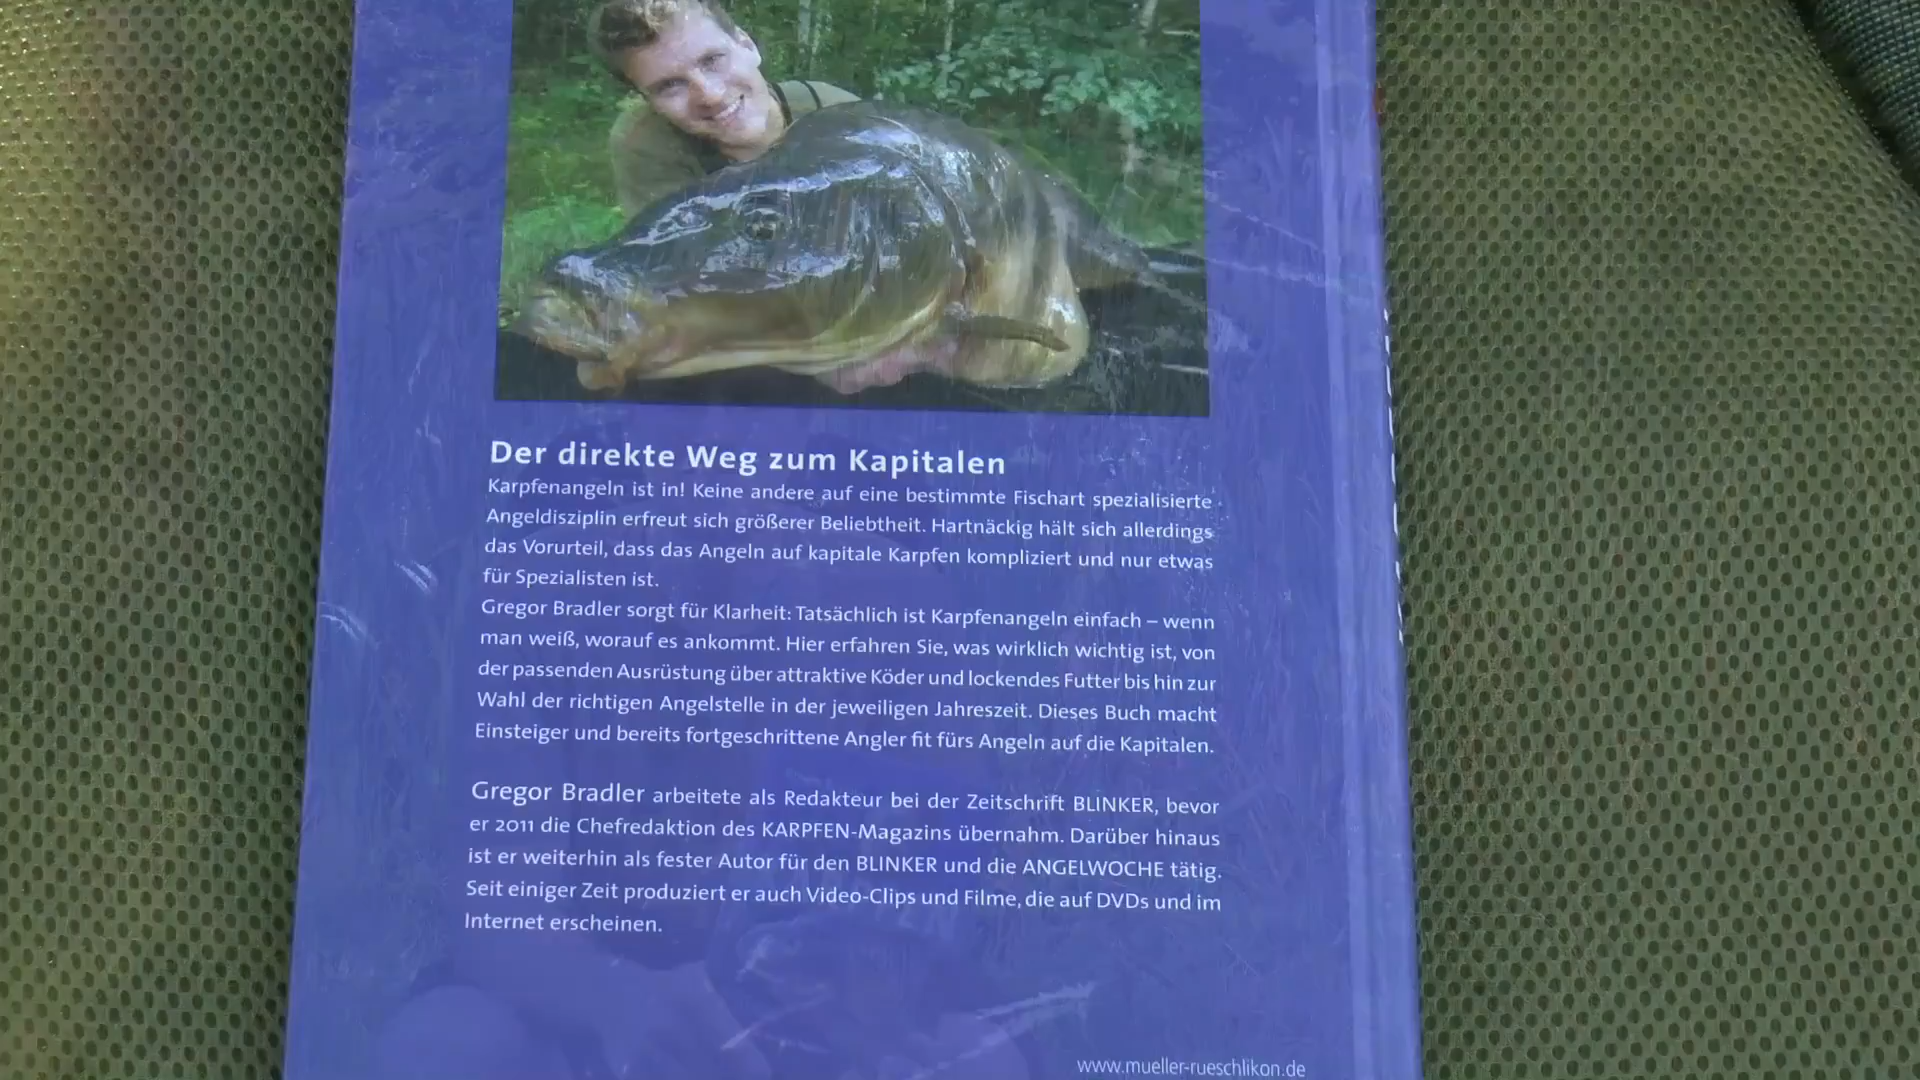 Der direkte Weg zum Kapitalen
Karpfenangeln ist in! Keine andere auf eine bestimmte Fischart spezialisierte
Angeldisziplin erfreut sich größerer Beliebtheit. Hartnäckig hält sich allerdings
das Vorurteil, dass das Angeln auf kapitale Karpfen kompliziert und nur etwas
für Spezialisten ist.
Gregor Bradler sorgt für Klarheit: Tatsächlich ist Karpfenangeln einfach – wenn
man weiß, worauf es ankommt. Hier erfahren Sie, was wirklich wichtig ist, von
der passenden Ausrüstung über attraktive Köder und lockendes Futter bis hin zur
Wahl der richtigen Angelstelle in der jeweiligen Jahreszeit. Dieses Buch macht
Einsteiger und bereits fortgeschrittene Angler fit fürs Angeln auf die Kapitalen.
Gregor Bradler arbeitete als Redakteur bei der Zeitschrift BLINKER, bevor
er 2011 die Chefredaktion des KARPFEN-Magazins übernahm. Darüber hinaus
ist er weiterhin als fester Autor für den BLINKER und die ANGELWOCHE tätig.
Seit einiger Zeit produziert er auch Video-Clips und Filme, die auf DVDs und im
Internet erscheinen.
www.mueller-rueschlikon.de